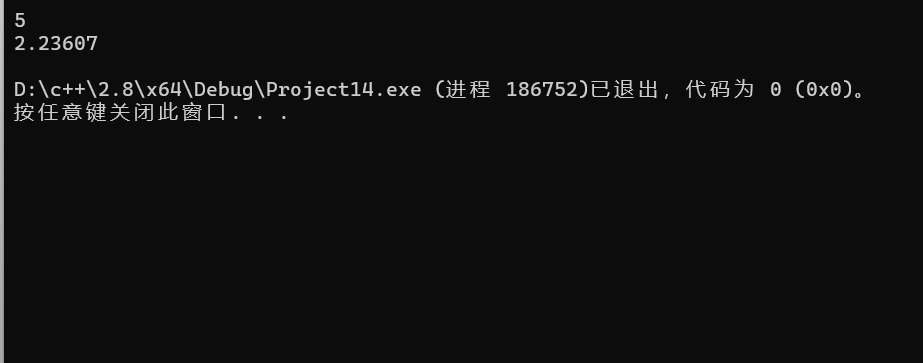 5
2.23607
D:\c++\2.8\x64\Debug\Project14.exe (进程 186752)已退出，代码为 0 (0x0)。
按任意键关闭此窗口. . .